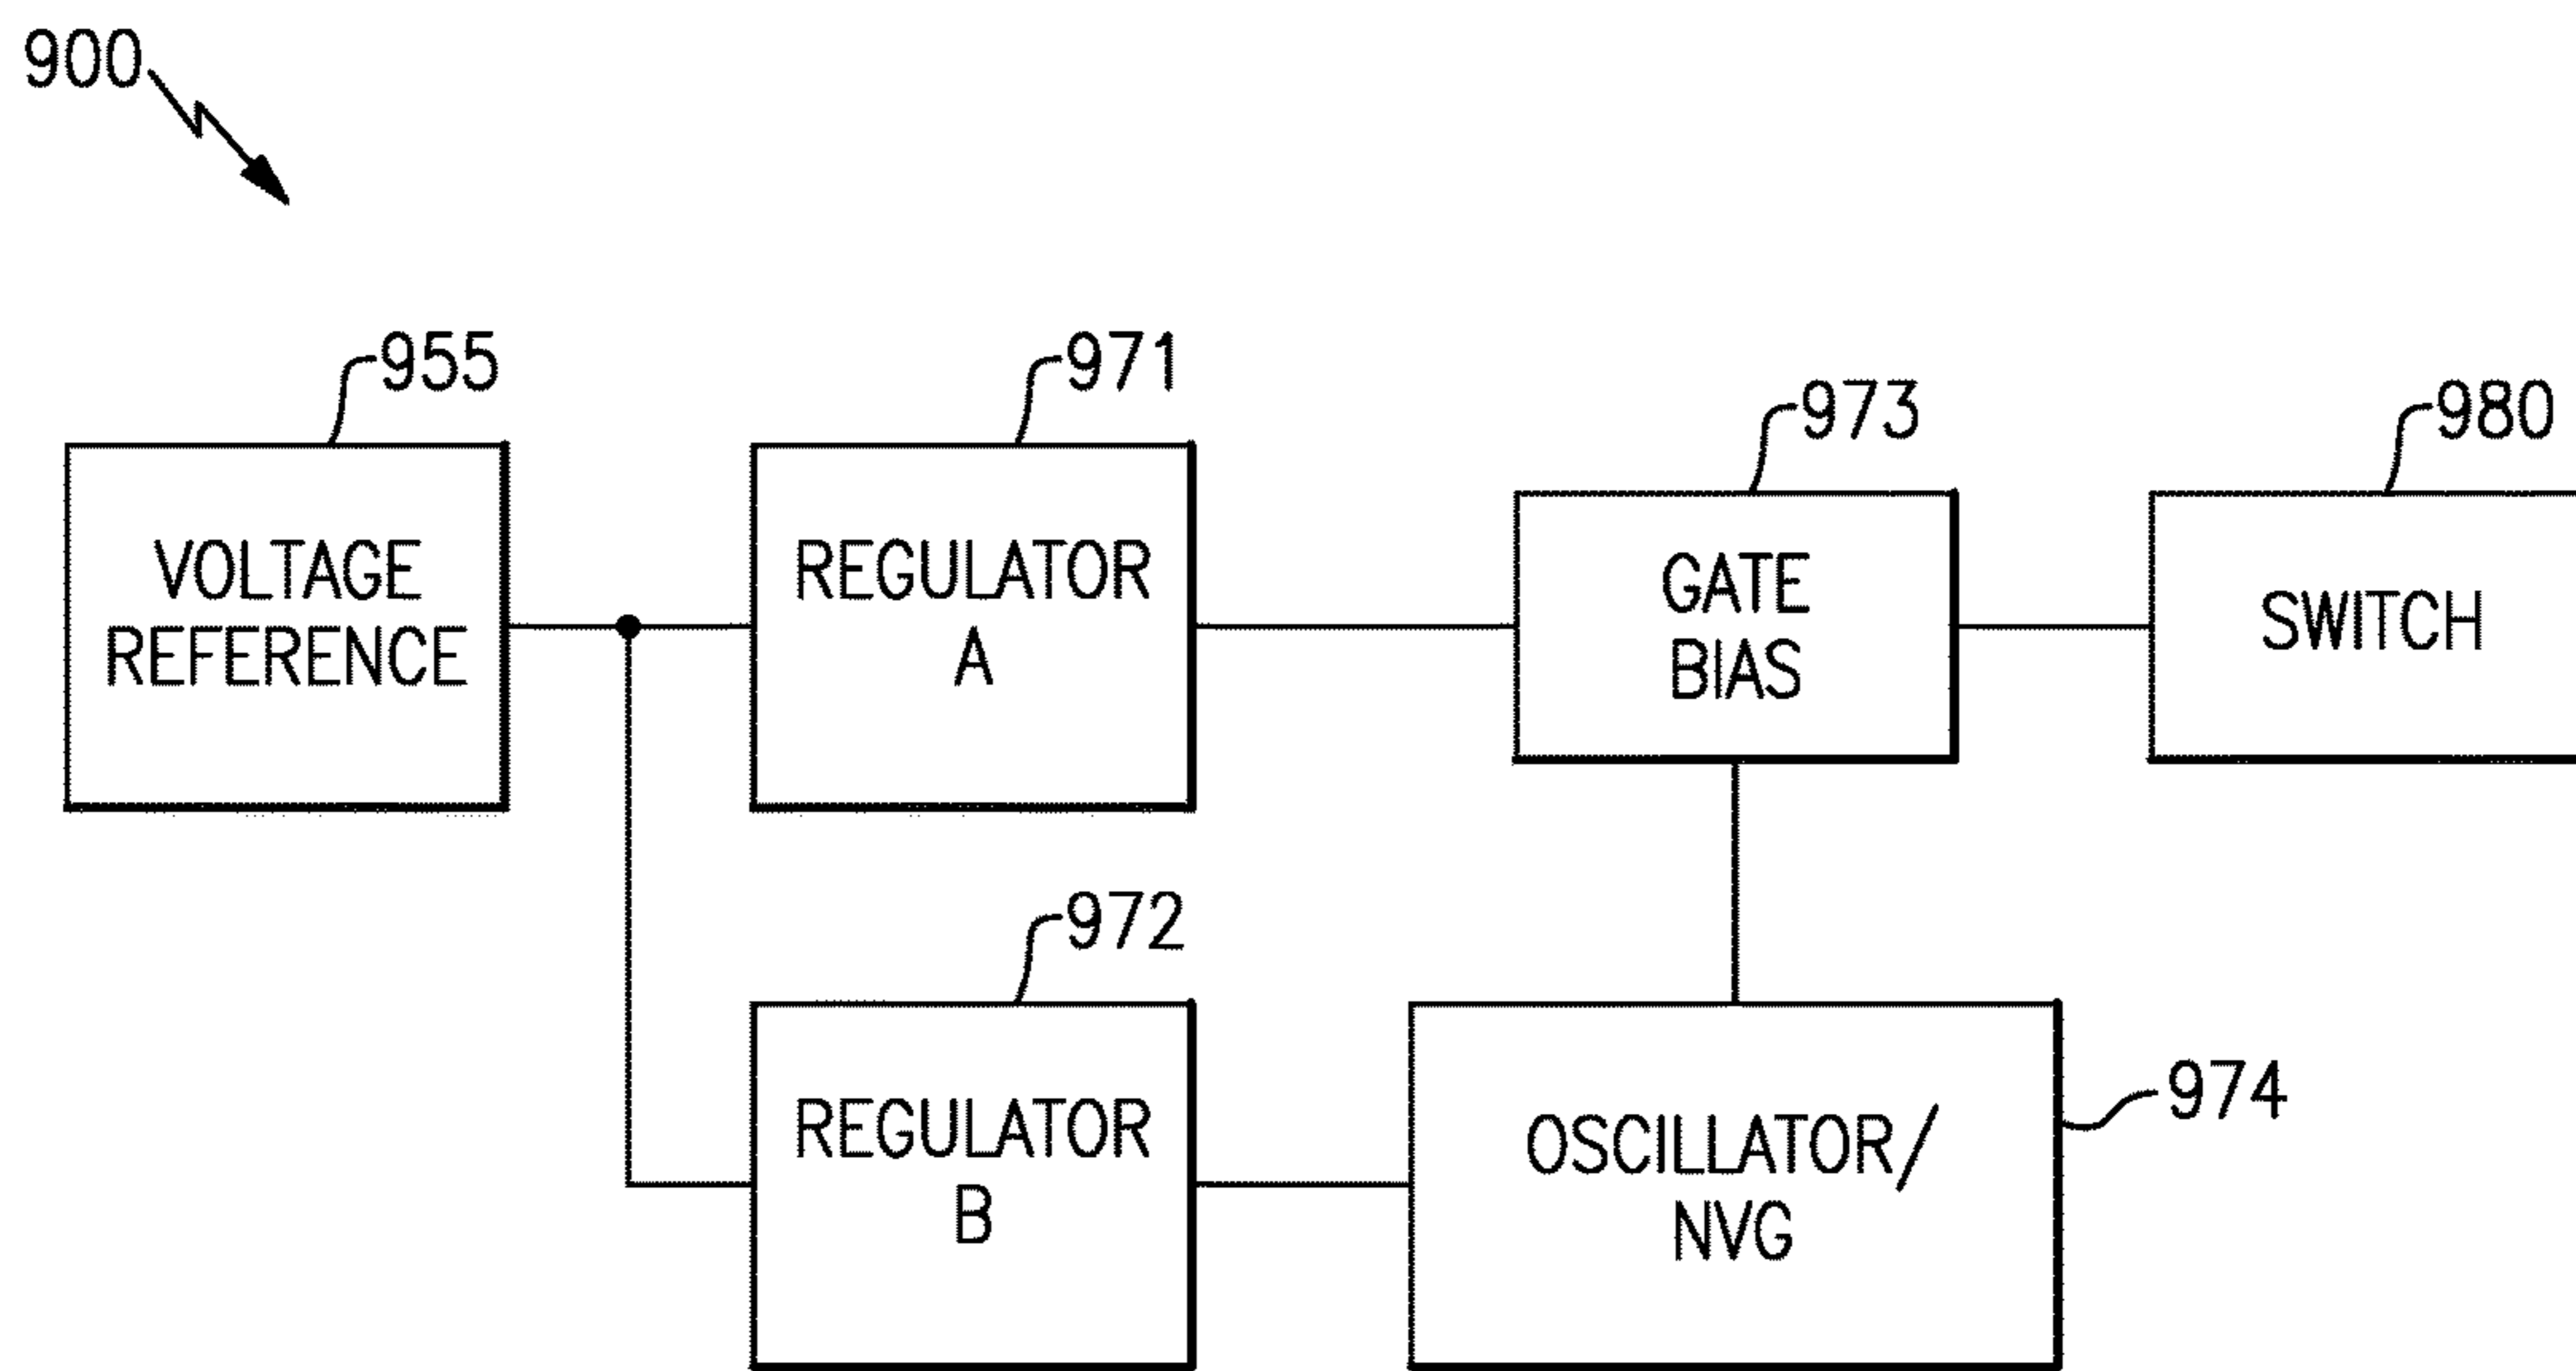 900
955
971
973
980
VOLTAGE
REFERENCE
REGULATOR
A
GATE
BIAS
SWITCH
972
974
REGULATOR
B
OSCILLATOR/
NVG